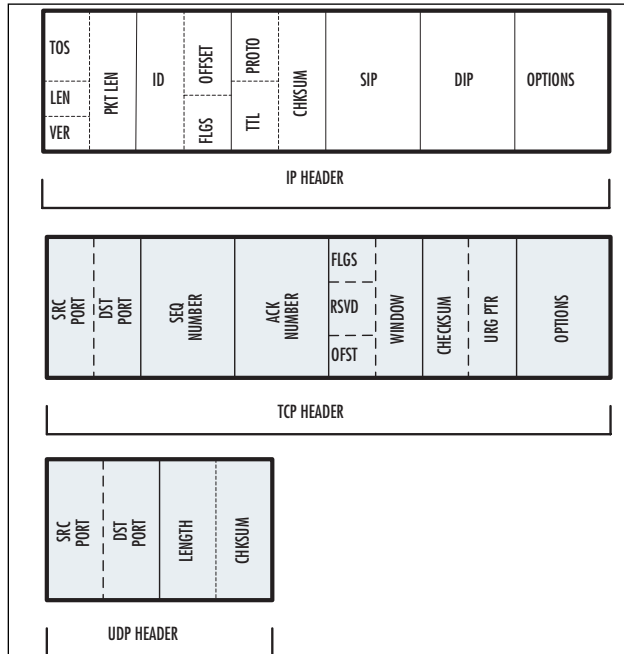 TOS
LEN
VER
PKT LEN
ID
OFFSET
FLGS
PROTO
TTL
CHKSUM
SIP
DIP
OPTIONS
IP HEADER
SRC
PORT
DST
PORT
SEQ
NUMBER
ACK
NUMBER
FLGS
RSVD
OFST
WINDOW
CHECKSUM
URG PTR
OPTIONS
TCP HEADER
SRC
PORT
DST
PORT
LENGTH
CHKSUM
UDP HEADER